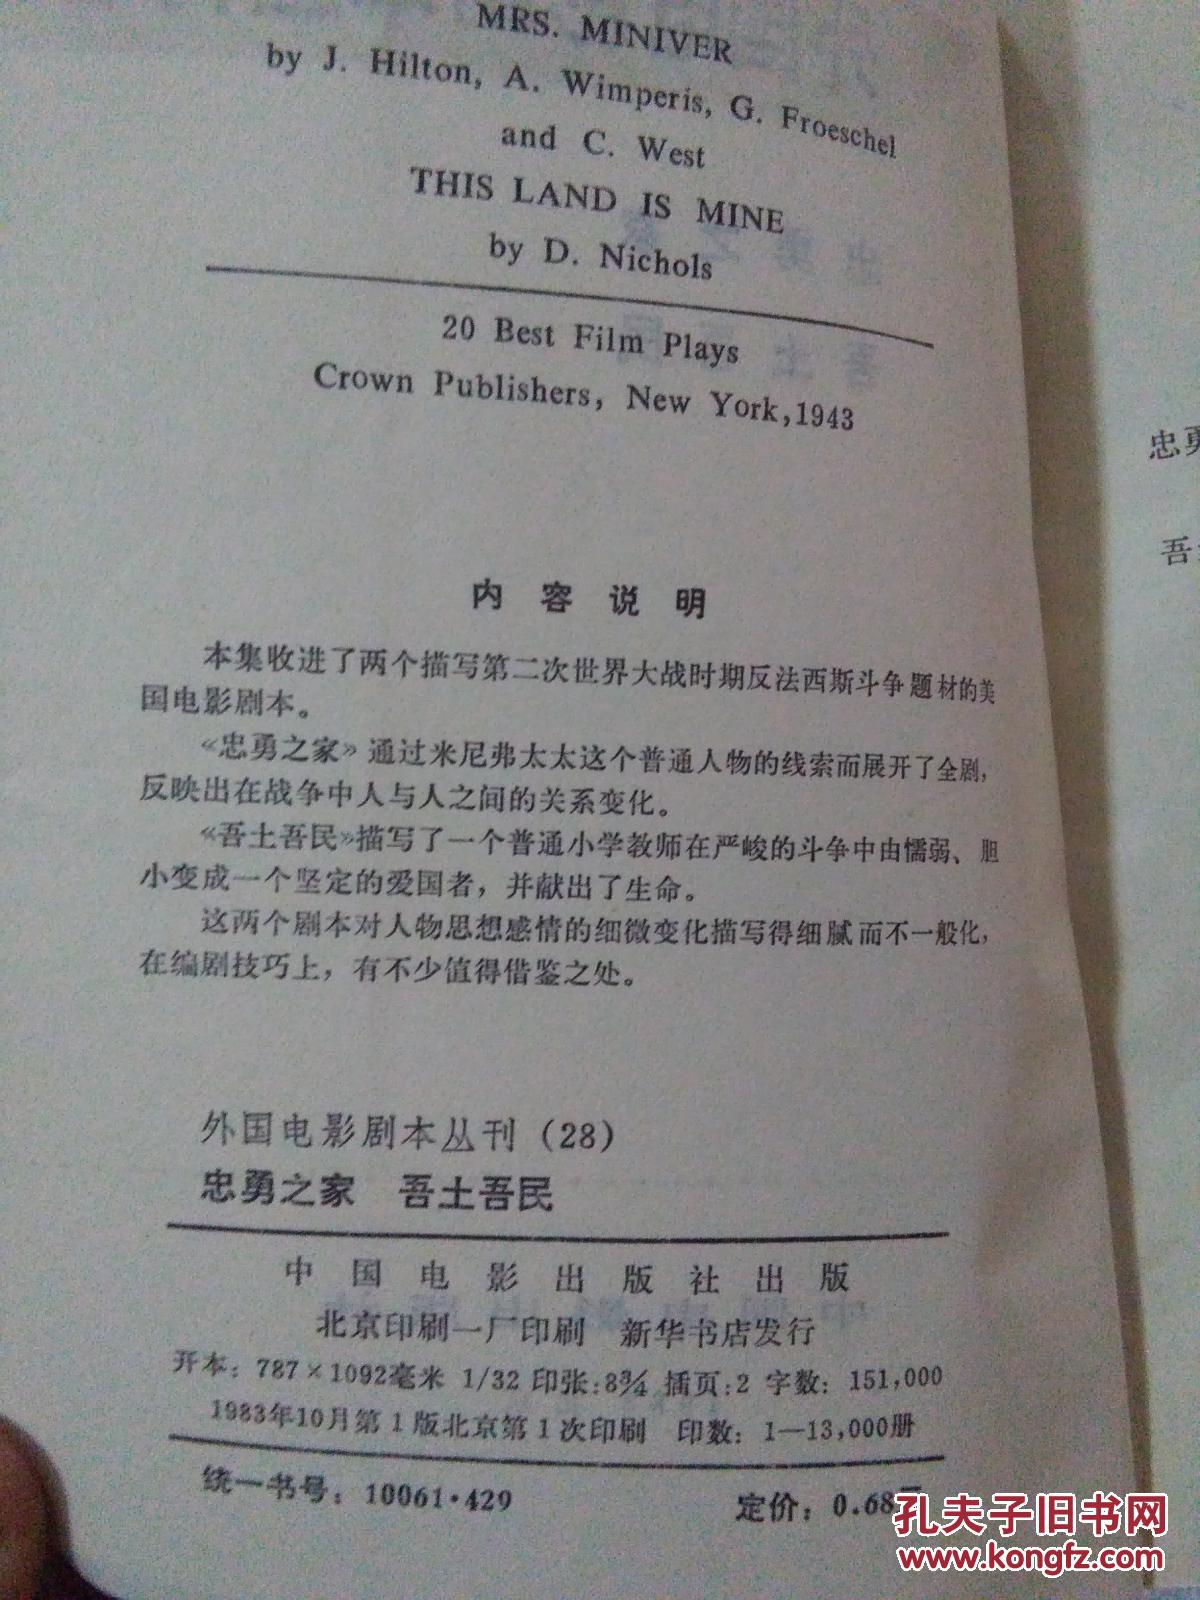 MRS. MINIVER
by J. Hilton, A. Wimperis, G. Froeschel
and C. West
THIS LAND IS MINE
by D. Nichols
20 Best Film Plays
Crown Publishers, New York, 1943
内容说明
本集收进了两个描写第二次世界大战时期反法西斯斗争题材的美
国电影剧本。
《忠勇之家》通过米尼弗太太这个普通人物的线索而展开了全剧，
反映出在战争中人与人之间的关系变化。
《吾土吾民》描写了一个普通小学教师在严峻的斗争中由懦弱、胆
小变成一个坚定的爱国者，并献出了生命。
这两个剧本对人物思想感情的细微变化描写得细腻而不一般化，
在编剧技巧上，有不少值得借鉴之处。
外国电影剧本丛刊（28）
忠勇之家 吾土吾民
中国电影出版社出版
北京印刷一厂印刷 新华书店发行
开本：787×1092毫米 1/32 印张：8¾ 插页：2 字数：151,000
1983年10月第1版北京第1次印刷 印数：1—13,000册
统一书号：10061·429 定价：0.68元
忠勇
吾
孔夫子旧书网
www.kongfz.com